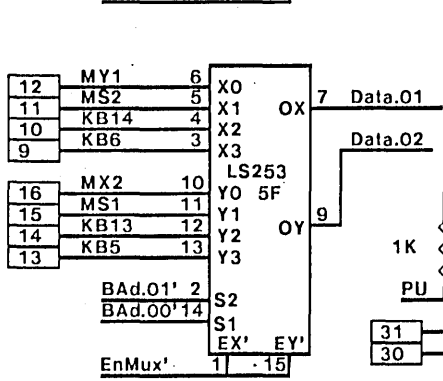 12 MY1 6 X0
11 MS2 5 X1 OX 7 Data.01
10 KB14 4 X2
9 KB6 3 X3 Data.02
LS253
16 MX2 10 Y0 5F
15 MS1 11 Y1 9
14 KB13 12 Y2 OY
13 KB5 13 Y3 1K
BAd.01' 2 S2 PU
BAd.00' 14 S1
31
EX' EY' 30
EnMux' 1 15